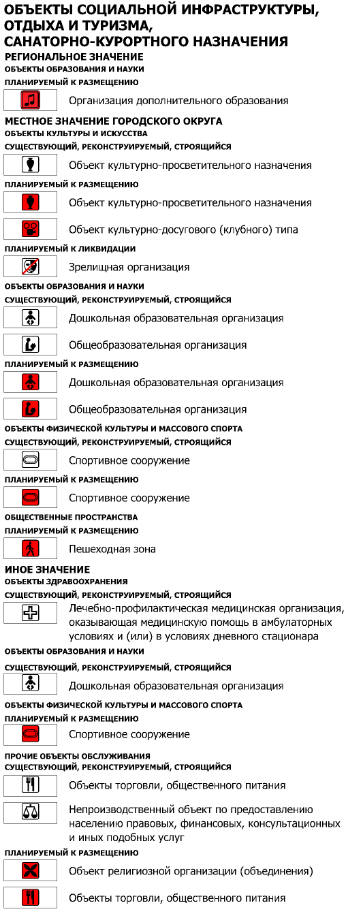 ОБЪЕКТЫ СОЦИАЛЬНОЙ ИНФРАСТРУКТУРЫ,
ОТДЫХА И ТУРИЗМА,
САНАТОРНО-КУРОРТНОГО НАЗНАЧЕНИЯ
РЕГИОНАЛЬНОЕ ЗНАЧЕНИЕ
ОБЪЕКТЫ ОБРАЗОВАНИЯ И НАУКИ
ПЛАНИРУЕМЫЙ К РАЗМЕЩЕНИЮ
Организация дополнительного образования
МЕСТНОЕ ЗНАЧЕНИЕ ГОРОДСКОГО ОКРУГА
ОБЪЕКТЫ КУЛЬТУРЫ И ИСКУССТВА
СУЩЕСТВУЮЩИЙ, РЕКОНСТРУИРУЕМЫЙ, СТРОЯЩИЙСЯ
Объект культурно-просветительного назначения
ПЛАНИРУЕМЫЙ К РАЗМЕЩЕНИЮ
Объект культурно-просветительного назначения
Объект культурно-досугового (клубного) типа
ПЛАНИРУЕМЫЙ К ЛИКВИДАЦИИ
Зрелищная организация
ОБЪЕКТЫ ОБРАЗОВАНИЯ И НАУКИ
СУЩЕСТВУЮЩИЙ, РЕКОНСТРУИРУЕМЫЙ, СТРОЯЩИЙСЯ
Дошкольная образовательная организация
Общеобразовательная организация
ПЛАНИРУЕМЫЙ К РАЗМЕЩЕНИЮ
Дошкольная образовательная организация
Общеобразовательная организация
ОБЪЕКТЫ ФИЗИЧЕСКОЙ КУЛЬТУРЫ И МАССОВОГО СПОРТА
СУЩЕСТВУЮЩИЙ, РЕКОНСТРУИРУЕМЫЙ, СТРОЯЩИЙСЯ
Спортивное сооружение
ПЛАНИРУЕМЫЙ К РАЗМЕЩЕНИЮ
Спортивное сооружение
ОБЩЕСТВЕННЫЕ ПРОСТРАНСТВА
ПЛАНИРУЕМЫЙ К РАЗМЕЩЕНИЮ
Пешеходная зона
ИНОЕ ЗНАЧЕНИЕ
ОБЪЕКТЫ ЗДРАВООХРАНЕНИЯ
СУЩЕСТВУЮЩИЙ, РЕКОНСТРУИРУЕМЫЙ, СТРОЯЩИЙСЯ
Лечебно-профилактическая медицинская организация,
оказывающая медицинскую помощь в амбулаторных
условиях и (или) в условиях дневного стационара
ОБЪЕКТЫ ОБРАЗОВАНИЯ И НАУКИ
СУЩЕСТВУЮЩИЙ, РЕКОНСТРУИРУЕМЫЙ, СТРОЯЩИЙСЯ
Дошкольная образовательная организация
ОБЪЕКТЫ ФИЗИЧЕСКОЙ КУЛЬТУРЫ И МАССОВОГО СПОРТА
ПЛАНИРУЕМЫЙ К РАЗМЕЩЕНИЮ
Спортивное сооружение
ПРОЧИЕ ОБЪЕКТЫ ОБСЛУЖИВАНИЯ
СУЩЕСТВУЮЩИЙ, РЕКОНСТРУИРУЕМЫЙ, СТРОЯЩИЙСЯ
Объекты торговли, общественного питания
Непроизводственный объект по предоставлению
населению правовых, финансовых, консультационных
и иных подобных услуг
ПЛАНИРУЕМЫЙ К РАЗМЕЩЕНИЮ
Объект религиозной организации (объединения)
Объекты торговли, общественного питания